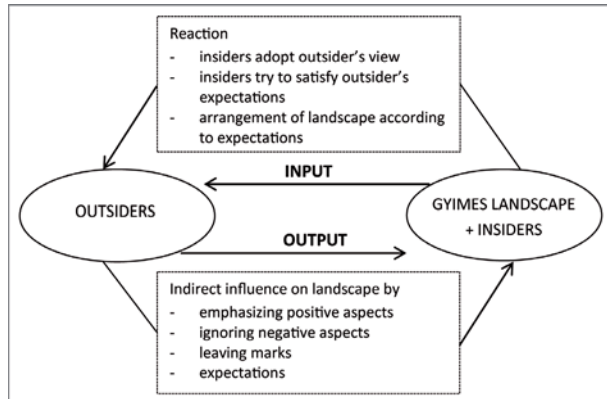 Reaction
- insiders adopt outsider's view
- insiders try to satisfy outsider's
expectations
- arrangement of landscape according
to expectations
INPUT
OUTSIDERS
GYIMES LANDSCAPE
+ INSIDERS
OUTPUT
Indirect influence on landscape by
- emphasizing positive aspects
- ignoring negative aspects
- leaving marks
- expectations